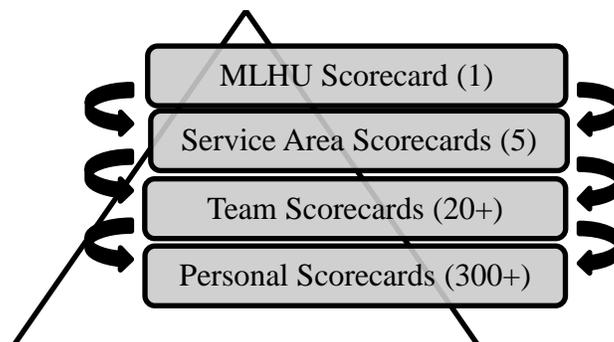 MLHU Scorecard (1)
Service Area Scorecards (5)
Team Scorecards (20+)
Personal Scorecards (300+)